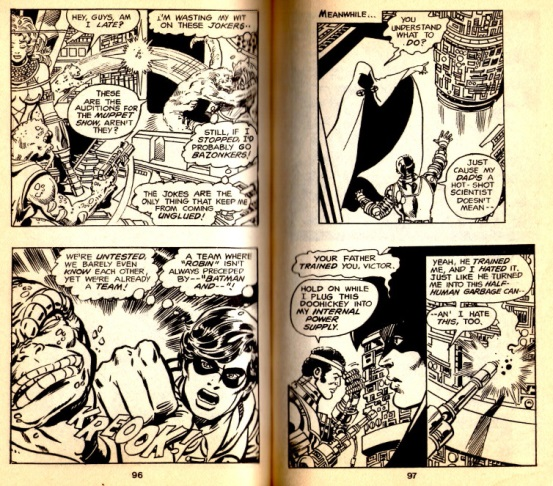 HEY, GUYS, AM
I LATE?
I'M WASTING MY WIT
ON THESE JOKERS--
THESE
ARE THE
AUDITIONS FOR
THE MUPPET
SHOW, AREN'T
THEY?
STILL, IF I
STOPPED, I'D
PROBABLY GO
BAZONKERS!
THE JOKES ARE THE
ONLY THING THAT KEEP ME
FROM COMING
UNGLUED!
WE'RE UNTESTED,
WE BARELY EVEN
KNOW EACH OTHER,
YET WE'RE ALREADY
A TEAM!
A TEAM WHERE
"ROBIN" ISN'T
ALWAYS PRECEDED
BY--"BATMAN
AND--"!
96
MEANWHILE...
YOU
UNDERSTAND
WHAT TO
DO?
JUST
CAUSE MY
DAD'S A
HOT-SHOT
SCIENTIST
DOESN'T
MEAN--
YOUR FATHER
TRAINED YOU, VICTOR.
HOLD ON WHILE
I PLUG THIS
DOOHICKEY INTO
MY INTERNAL
POWER
SUPPLY.
YEAH, HE TRAINED
ME, AND I HATED IT.
JUST LIKE HE TURNED
ME INTO THIS HALF-
HUMAN GARBAGE CAN--
--AN' I HATE
THIS, TOO.
97